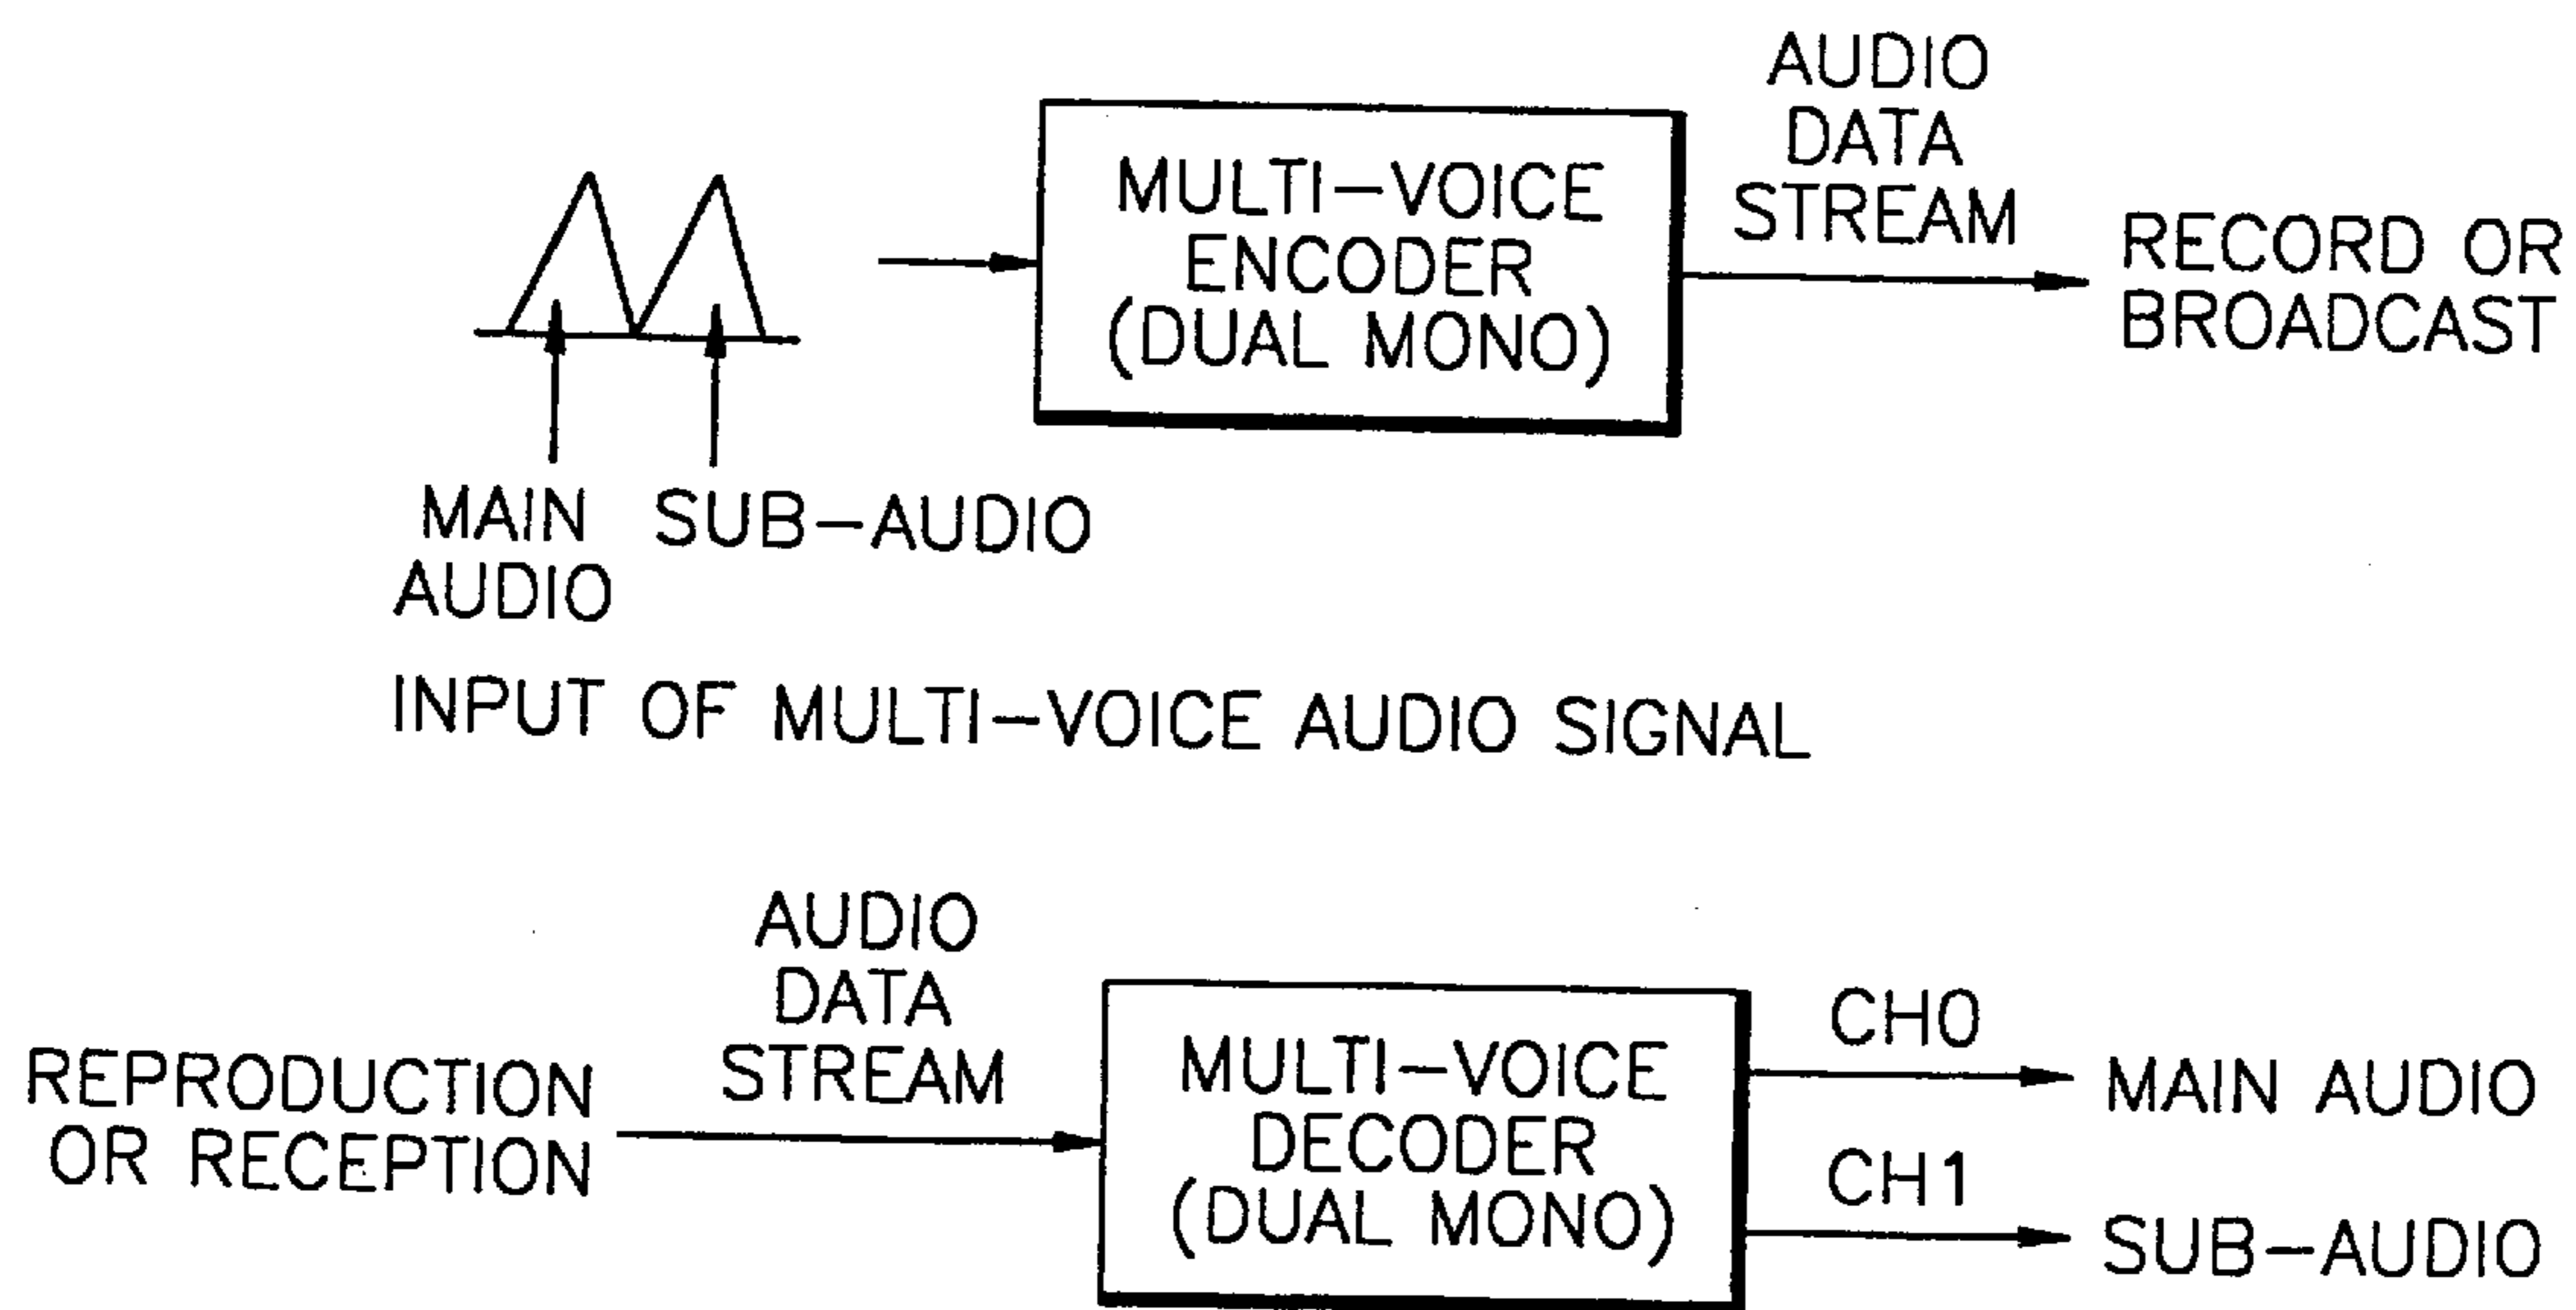 MULTI-VOICE
ENCODER
(DUAL MONO)
AUDIO
DATA
STREAM
RECORD OR
BROADCAST
MAIN
AUDIO
SUB-AUDIO
INPUT OF MULTI-VOICE AUDIO SIGNAL
REPRODUCTION
OR RECEPTION
AUDIO
DATA
STREAM
MULTI-VOICE
DECODER
(DUAL MONO)
CH0
MAIN AUDIO
CH1
SUB-AUDIO